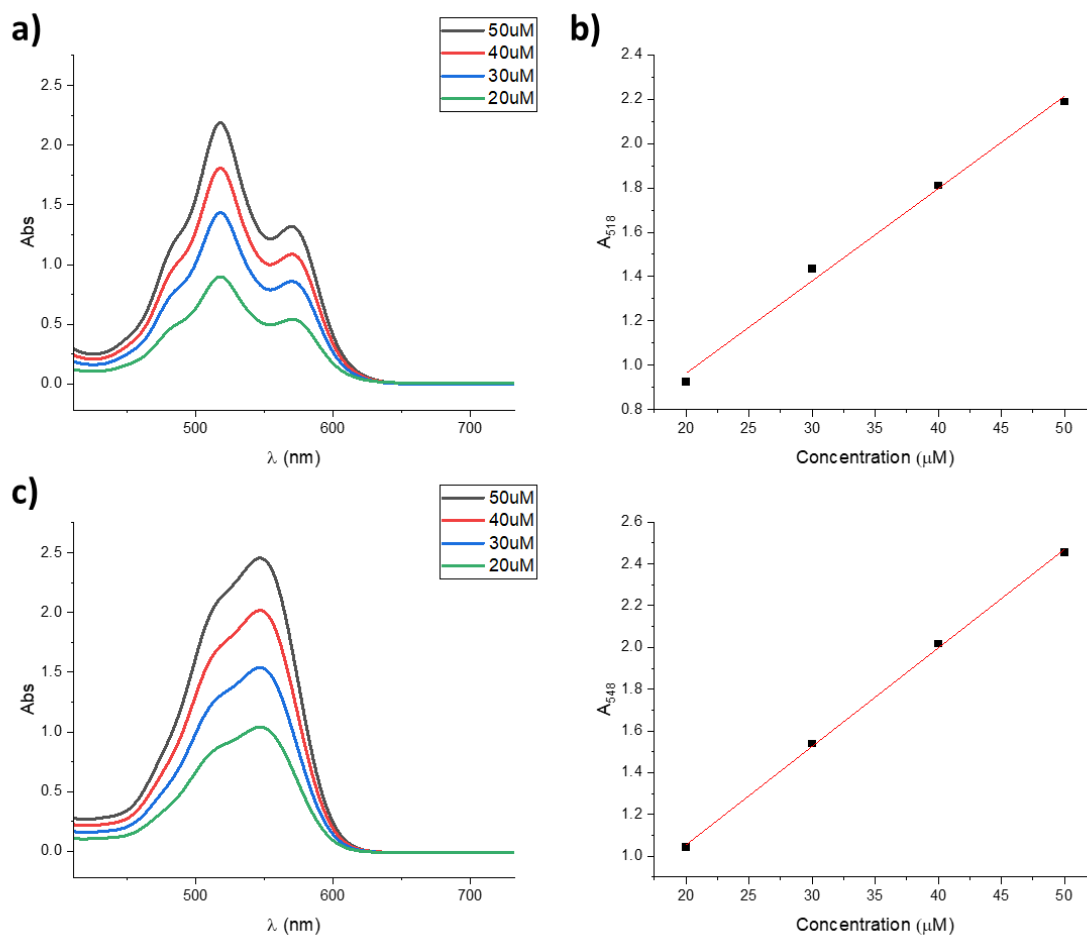 a)
50uM
40uM
30uM
20uM
2.5
2.0
1.5
1.0
0.5
0.0
Abs
500
600
700
λ (nm)
b)
2.4
2.2
2.0
1.8
1.6
1.4
1.2
1.0
0.8
A518
20
25
30
35
40
45
50
Concentration (μM)
c)
50uM
40uM
30uM
20uM
2.5
2.0
1.5
1.0
0.5
0.0
Abs
500
600
700
λ (nm)
2.6
2.4
2.2
2.0
1.8
1.6
1.4
1.2
1.0
A548
20
25
30
35
40
45
50
Concentration (μM)